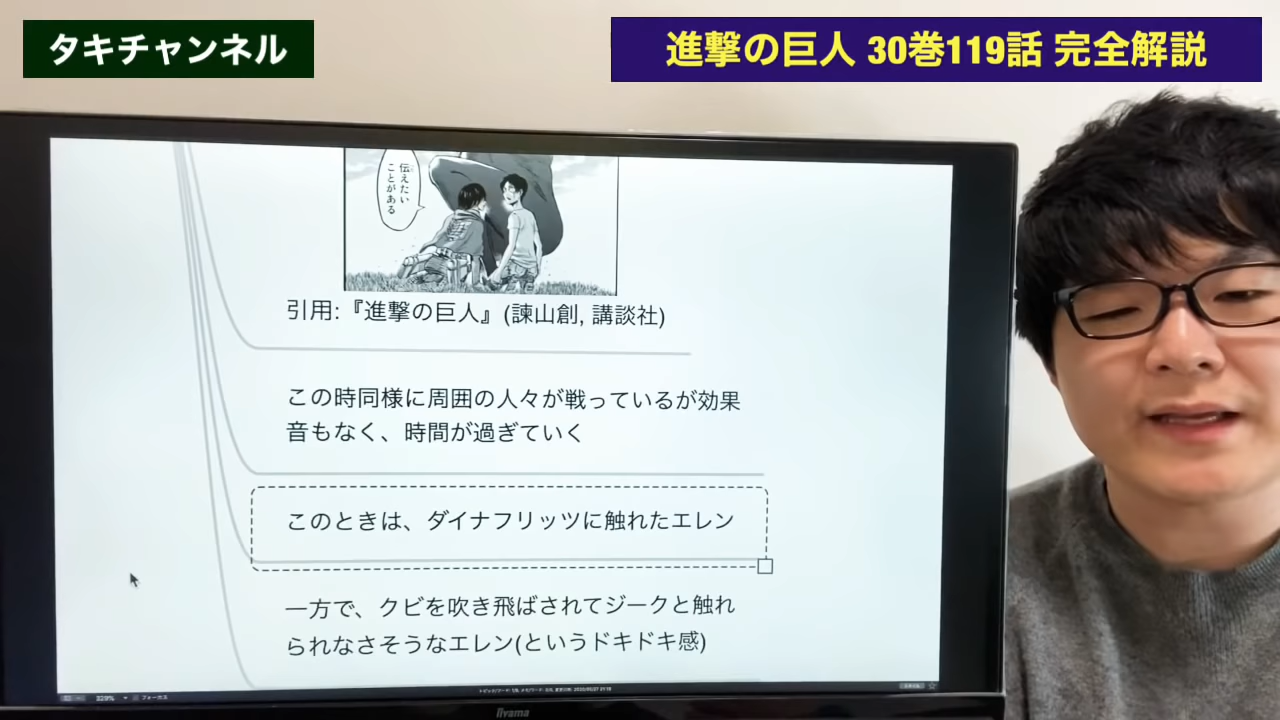 タキチャンネル
進撃の巨人 30巻119話 完全解説
伝えたい
ことがある
引用:『進撃の巨人』(諫山創, 講談社)
この時同様に周囲の人々が戦っているが効果
音もなく、時間が過ぎていく
このときは、ダイナフリッツに触れたエレン
一方で、クビを吹き飛ばされてジークと触れ
られなさそうなエレン(というドキドキ感)
229%
フォーカス
iiyama